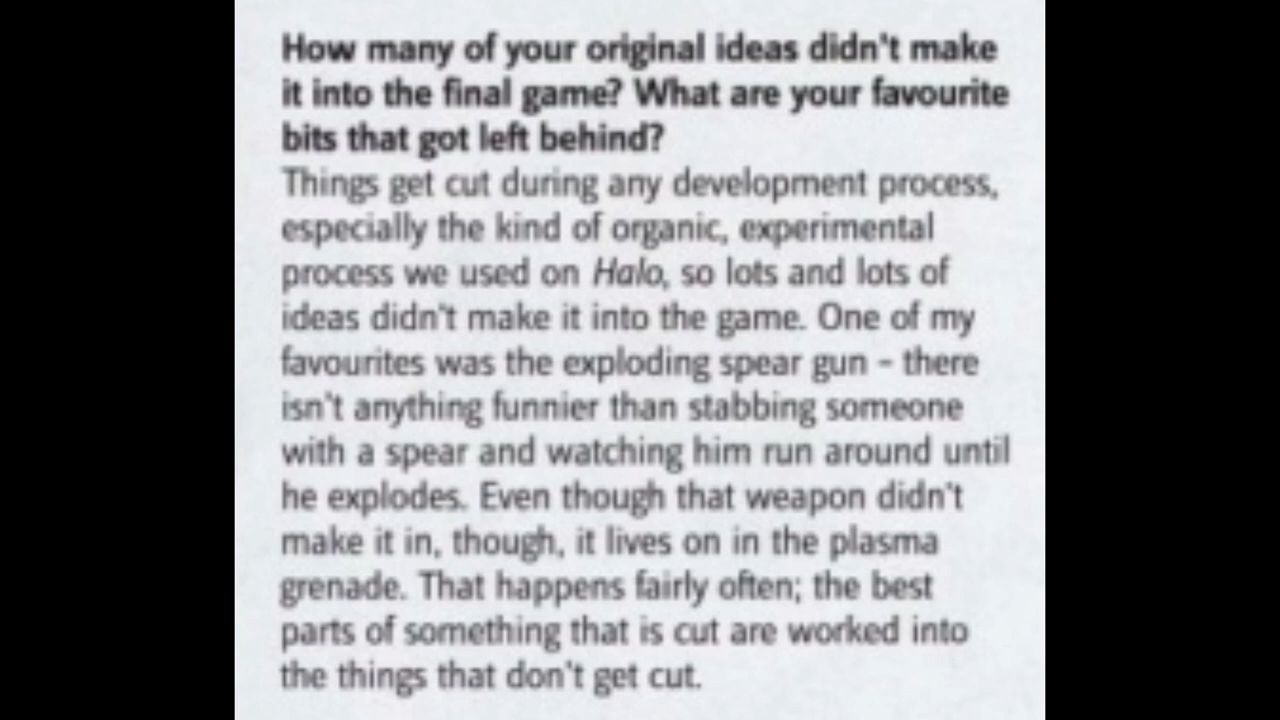 How many of your original ideas didn't make
it into the final game? What are your favourite
bits that got left behind?
Things get cut during any development process,
especially the kind of organic, experimental
process we used on Halo, so lots and lots of
ideas didn't make it into the game. One of my
favourites was the exploding spear gun – there
isn't anything funnier than stabbing someone
with a spear and watching him run around until
he explodes. Even though that weapon didn't
make it in, though, it lives on in the plasma
grenade. That happens fairly often; the best
parts of something that is cut are worked into
the things that don't get cut.